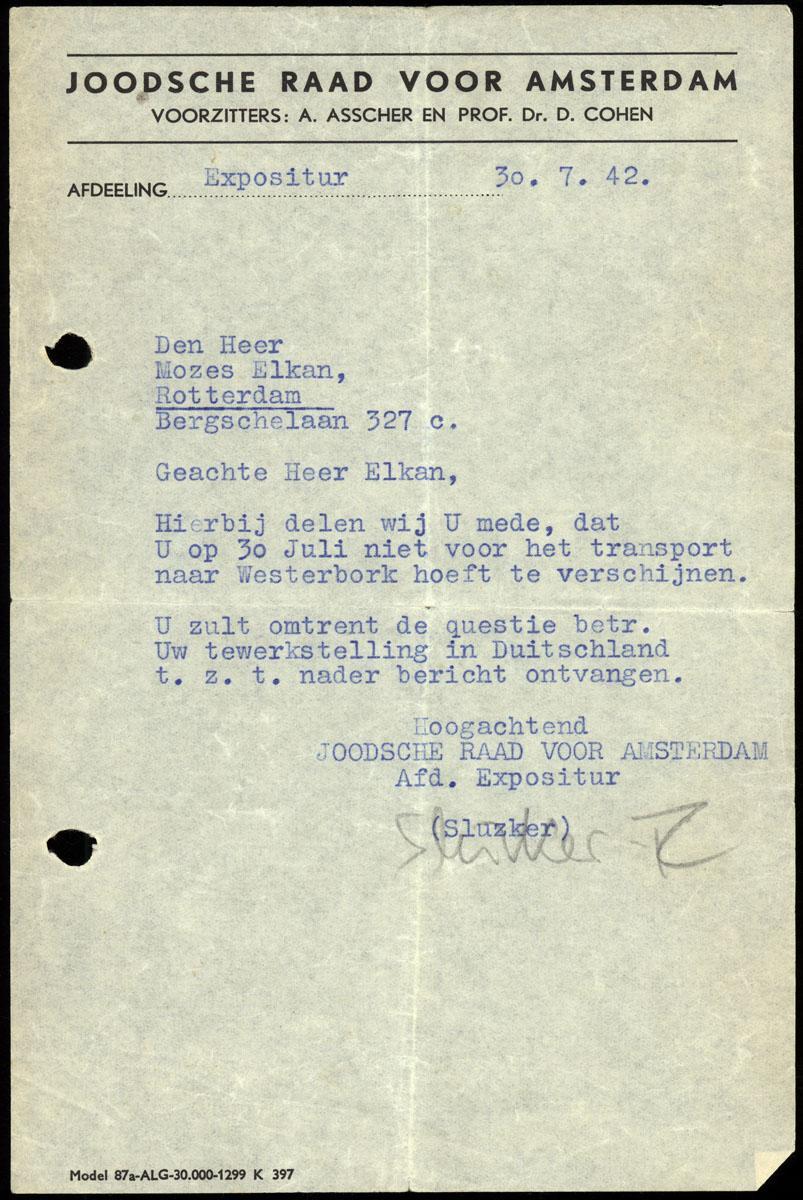 JOODSCHE RAAD VOOR AMSTERDAM
VOORZITTERS: A. ASSCHER EN PROF. Dr. D. COHEN
AFDEELING Expositur 30. 7. 42.
Den Heer
Mozes Elkan,
Rotterdam
Bergschelaan 327 c.
Geachte Heer Elkan,
Hierbij delen wij U mede, dat
U op 30 Juli niet voor het transport
naar Westerbork hoeft te verschijnen.
U zult omtrent de questie betr.
Uw tewerkstelling in Duitschland
t. z. t. nader bericht ontvangen.
Hoogachtend
JOODSCHE RAAD VOOR AMSTERDAM
Afd. Expositur
(Sluzker)
Model 87a-ALG-30.000-1299 K 397